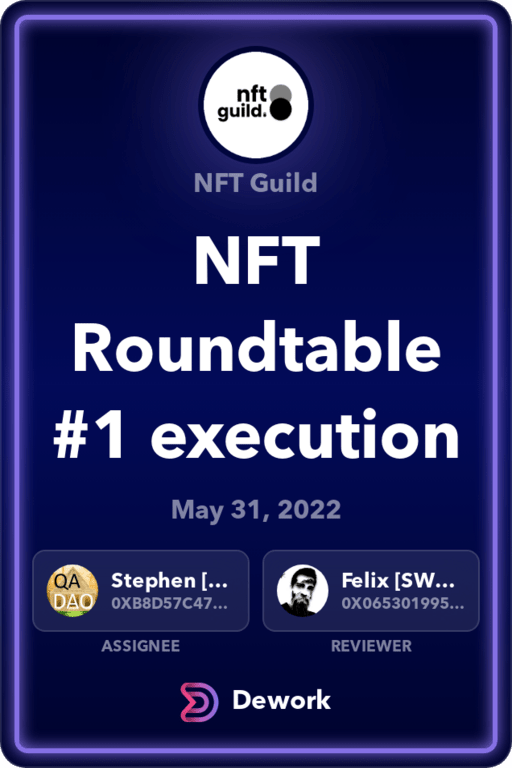 nft
guild.
NFT Guild
NFT
Roundtable
#1 execution
May 31, 2022
QA
DAO
Stephen [...
0XB8D57C47...
Felix [SW...
0X065301995...
ASSIGNEE
REVIEWER
Dework